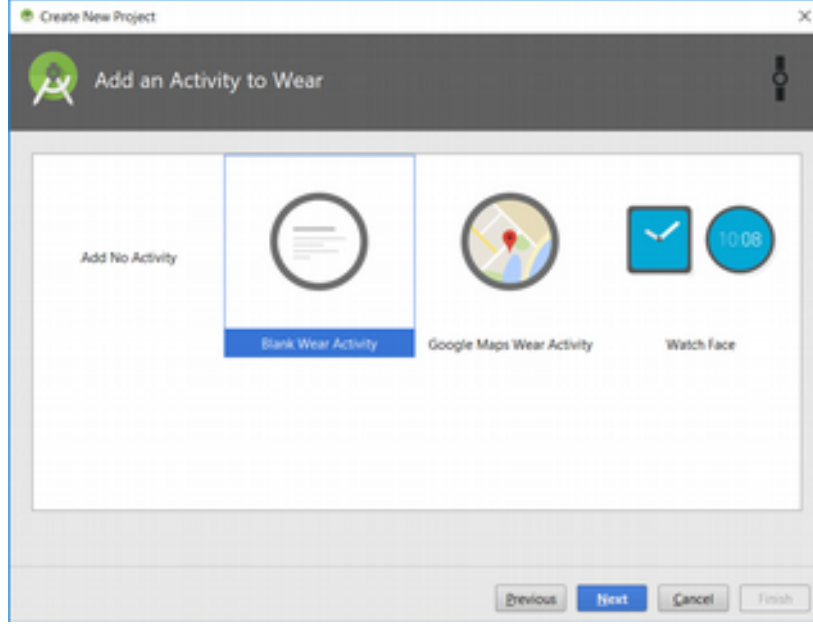 Create New Project
Add an Activity to Wear
10:08
Add No Activity
Blank Wear Activity
Google Maps Wear Activity
Watch Face
Previous
Next
Cancel
Finish